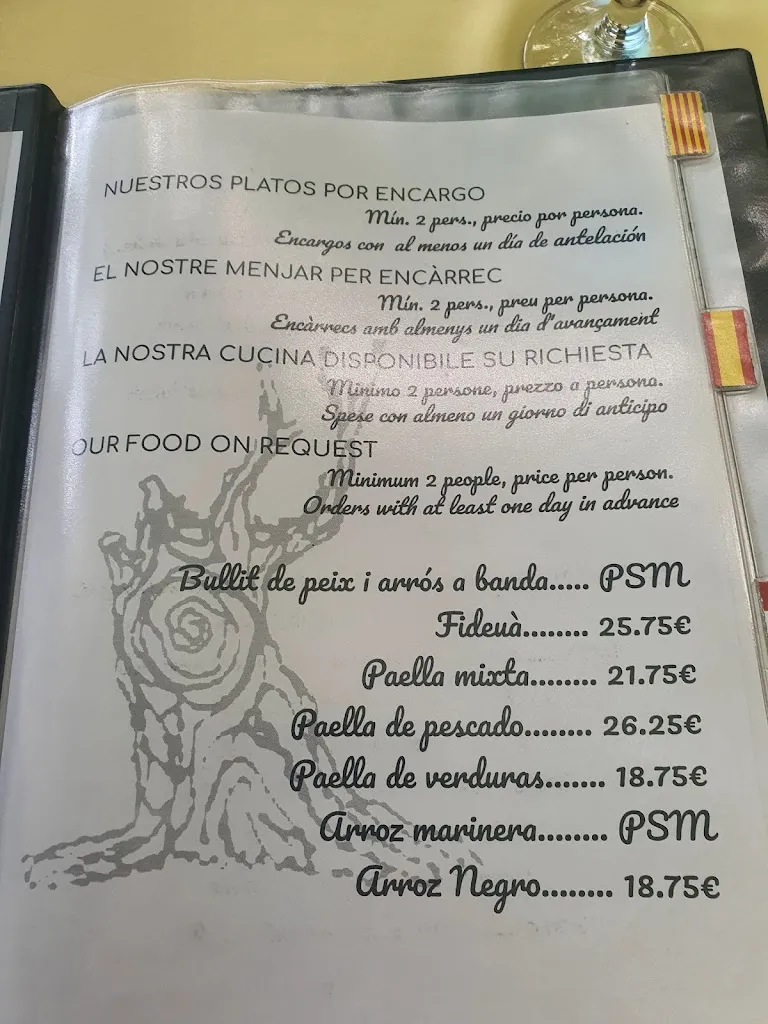 NUESTROS PLATOS POR ENCARGO
Mín. 2 pers., precio por persona.
Encargos con al menos un día de antelación
EL NOSTRE MENJAR PER ENCÀRREC
Mín. 2 pers., preu per persona.
Encàrrecs amb almenys un dia d'avançament
LA NOSTRA CUCINA DISPONIBILE SU RICHIESTA
Minimo 2 persone, prezzo a persona.
Spese con almeno un giorno di anticipo
OUR FOOD ON REQUEST
Minimum 2 people, price per person.
Orders with at least one day in advance
Bullit de peix i arrós a banda..... PSM
Fideuà........ 25.75€
Paella mixta........ 21.75€
Paella de pescado........ 26.25€
Paella de verduras....... 18.75€
Arroz marinera........ PSM
Arroz Negro........ 18.75€